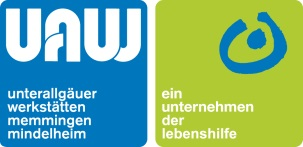 UAW
unterallgäuer
werkstätten
memmingen
mindelheim
ein
unternehmen
der
lebenshilfe